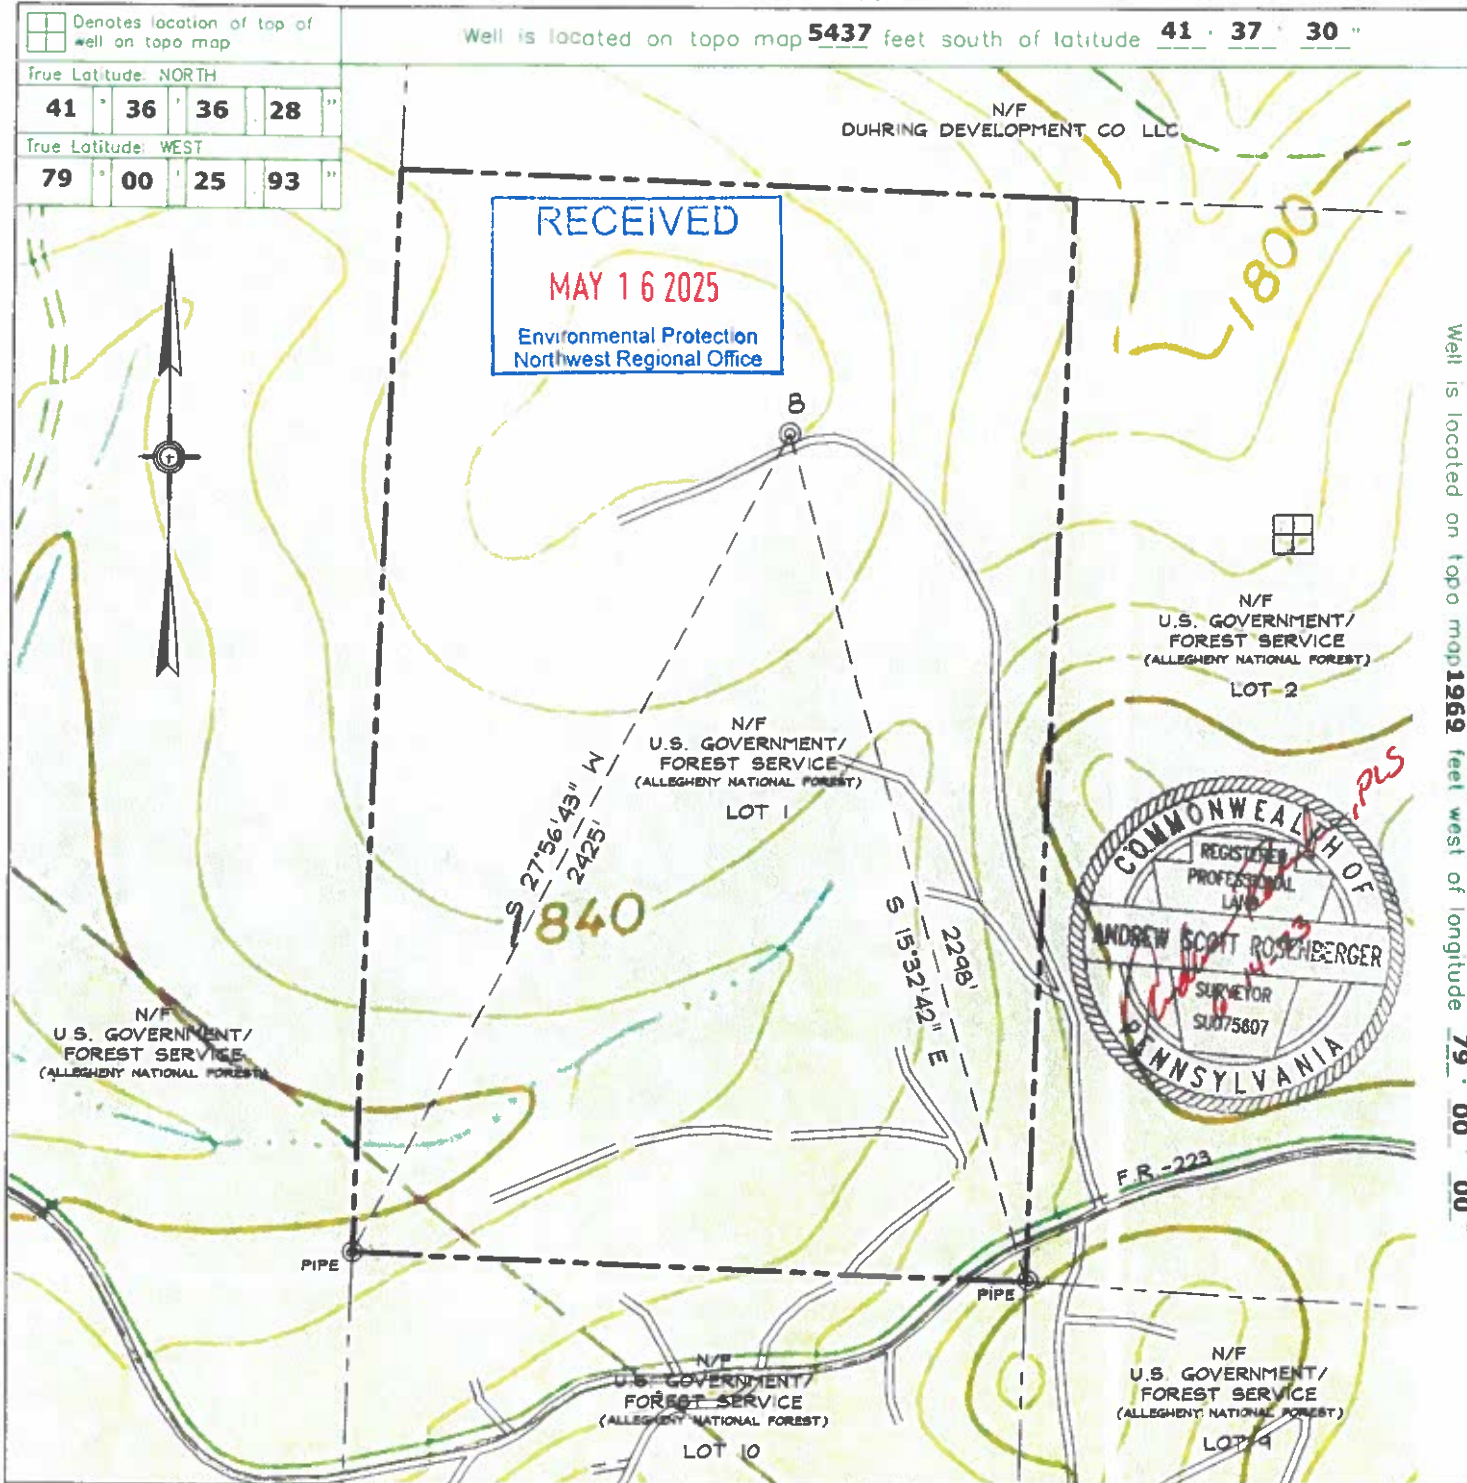 Denotes location of top of
well on topo map
Well is located on topo map 5437 feet south of latitude 41 ° 37 ' 30 "
True Latitude: NORTH
41 ° 36 ' 36 28 "
True Latitude: WEST
79 ° 00 ' 25 93 "
N/F
DUHRING DEVELOPMENT CO LLC
RECEIVED
MAY 16 2025
Environmental Protection
Northwest Regional Office
1800
B
Well is located on topo map 1969 feet west of longitude 79 ° 00 ' 00 "
N/F
U.S. GOVERNMENT/
FOREST SERVICE
(ALLEGHENY NATIONAL FOREST)
LOT 2
N/F
U.S. GOVERNMENT/
FOREST SERVICE
(ALLEGHENY NATIONAL FOREST)
LOT 1
S 27°56'43" W
2425'
840
2298'
S 15°32'42" E
, PLS
COMMONWEALTH OF
REGISTERED
PROFESSIONAL
LAND
ANDREW SCOTT ROSENBERGER
SURVEYOR
SU075807
PENNSYLVANIA
N/F
U.S. GOVERNMENT/
FOREST SERVICE
(ALLEGHENY NATIONAL FOREST)
F.R.-223
PIPE
PIPE
N/F
U.S. GOVERNMENT/
FOREST SERVICE
(ALLEGHENY NATIONAL FOREST)
LOT 10
N/F
U.S. GOVERNMENT/
FOREST SERVICE
(ALLEGHENY NATIONAL FOREST)
LOT 9